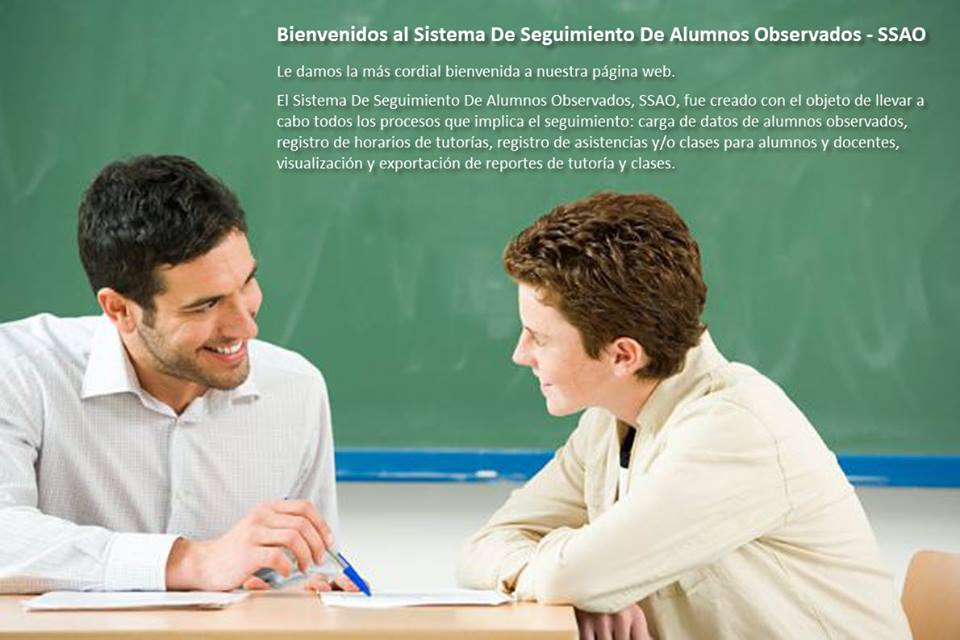 Bienvenidos al Sistema De Seguimiento De Alumnos Observados - SSAO
Le damos la más cordial bienvenida a nuestra página web.
El Sistema De Seguimiento De Alumnos Observados, SSAO, fue creado con el objeto de llevar a
cabo todos los procesos que implica el seguimiento: carga de datos de alumnos observados,
registro de horarios de tutorías, registro de asistencias y/o clases para alumnos y docentes,
visualización y exportación de reportes de tutoría y clases.